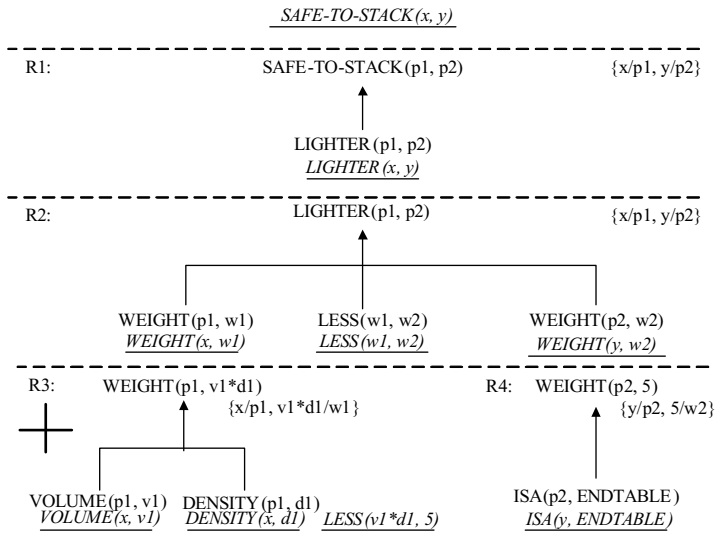 SAFE-TO-STACK(x, y)
R1: SAFE-TO-STACK(p1, p2) {x/p1, y/p2}
LIGHTER(p1, p2)
LIGHTER(x, y)
R2: LIGHTER(p1, p2) {x/p1, y/p2}
WEIGHT(p1, w1) LESS(w1, w2) WEIGHT(p2, w2)
WEIGHT(x, w1) LESS(w1, w2) WEIGHT(y, w2)
R3: WEIGHT(p1, v1*d1) R4: WEIGHT(p2, 5)
{x/p1, v1*d1/w1} {y/p2, 5/w2}
VOLUME(p1, v1) DENSITY(p1, d1) ISA(p2, ENDTABLE)
VOLUME(x, v1) DENSITY(x, d1) LESS(v1*d1, 5) ISA(y, ENDTABLE)